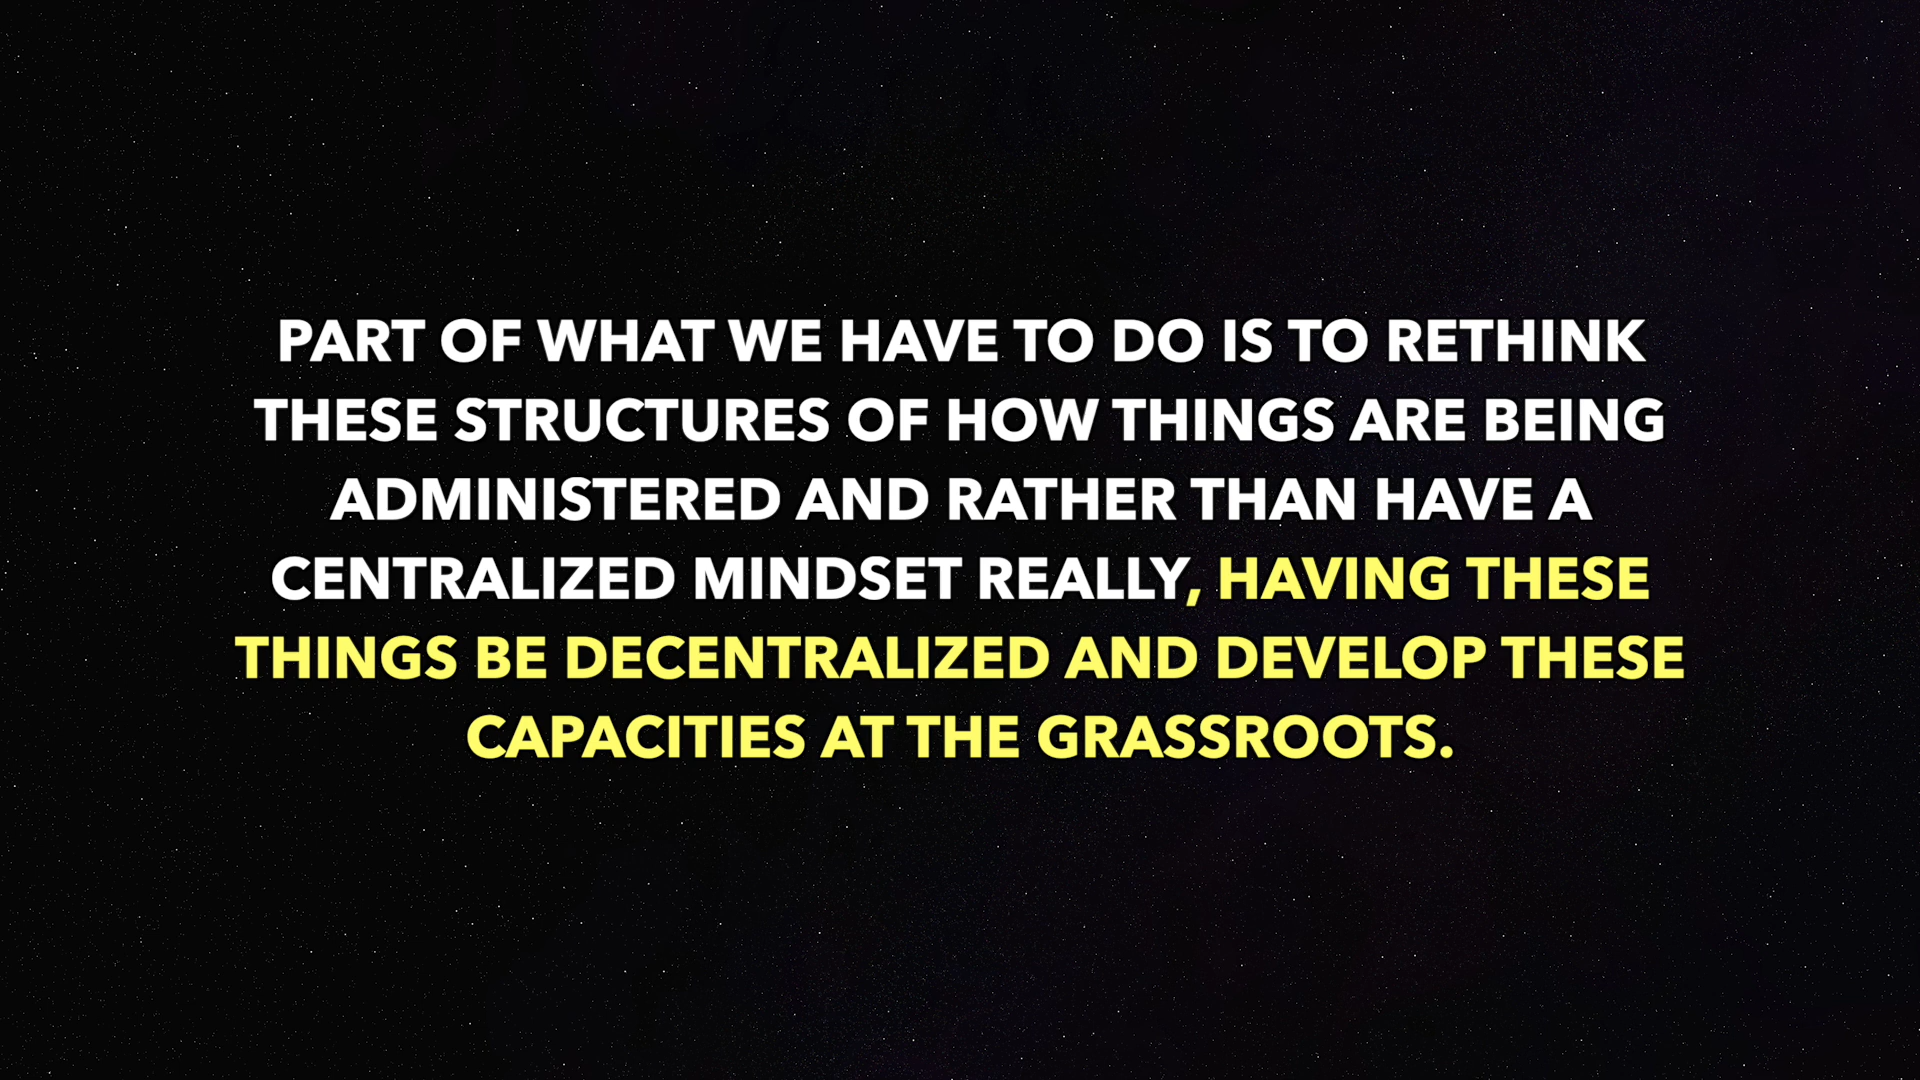 PART OF WHAT WE HAVE TO DO IS TO RETHINK
THESE STRUCTURES OF HOW THINGS ARE BEING
ADMINISTERED AND RATHER THAN HAVE A
CENTRALIZED MINDSET REALLY, HAVING THESE
THINGS BE DECENTRALIZED AND DEVELOP THESE
CAPACITIES AT THE GRASSROOTS.